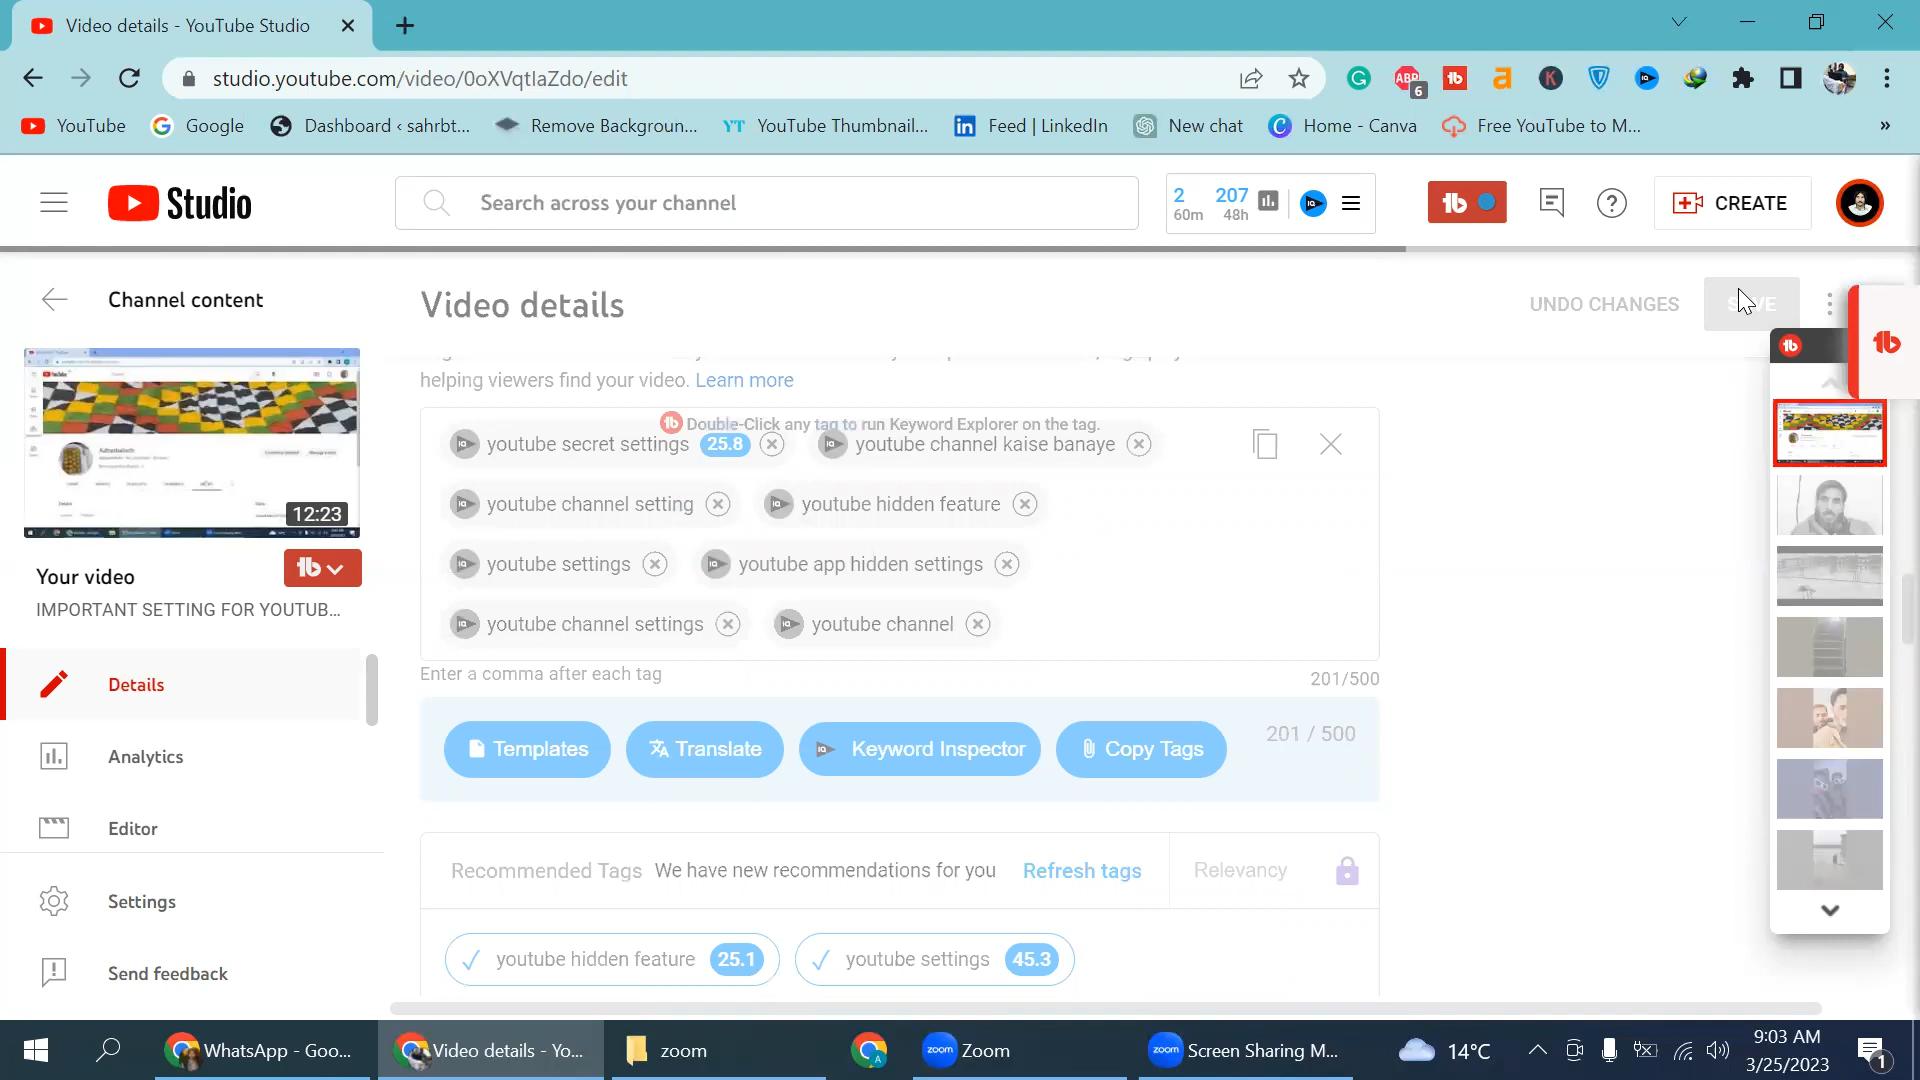 Video details - YouTube Studio
studio.youtube.com/video/0oXVqtIaZdo/edit
ABP
6
YouTube
Google
Dashboard ‹ sahrbt...
Remove Backgroun...
YouTube Thumbnail...
Feed | LinkedIn
New chat
Home - Canva
Free YouTube to M...
»
Studio
Search across your channel
2
60m
207
48h
CREATE
Channel content
Video details
UNDO CHANGES
helping viewers find your video. Learn more
Double-Click any tag to run Keyword Explorer on the tag.
youtube secret settings 25.8
youtube channel kaise banaye
youtube channel setting
youtube hidden feature
youtube settings
youtube app hidden settings
youtube channel settings
youtube channel
Enter a comma after each tag
201/500
Templates
Translate
Keyword Inspector
Copy Tags
201 / 500
Recommended Tags
We have new recommendations for you
Refresh tags
Relevancy
youtube hidden feature 25.1
youtube settings 45.3
12:23
Your video
IMPORTANT SETTING FOR YOUTUB...
Details
Analytics
Editor
Settings
Send feedback
WhatsApp - Goo...
Video details - Yo...
zoom
zoom
Zoom
zoom
Screen Sharing M...
14°C
9:03 AM
3/25/2023
1